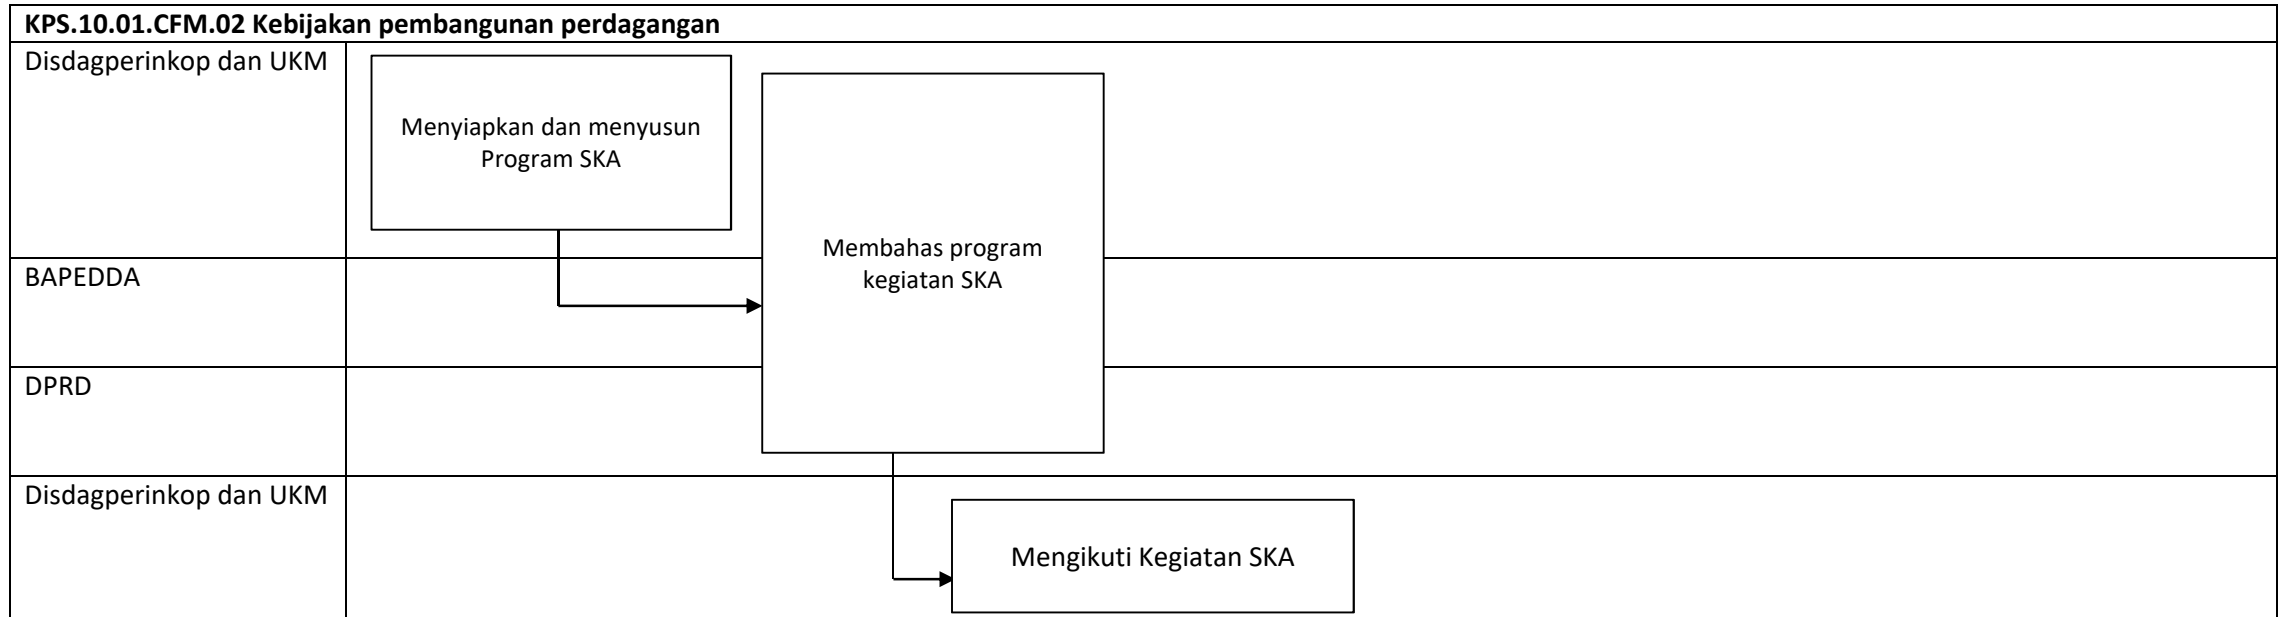 KPS.10.01.CFM.02 Kebijakan pembangunan perdagangan
Disdagperinkop dan UKM
Menyiapkan dan menyusun
Program SKA
Membahas program
kegiatan SKA
BAPEDDA
DPRD
Disdagperinkop dan UKM
Mengikuti Kegiatan SKA